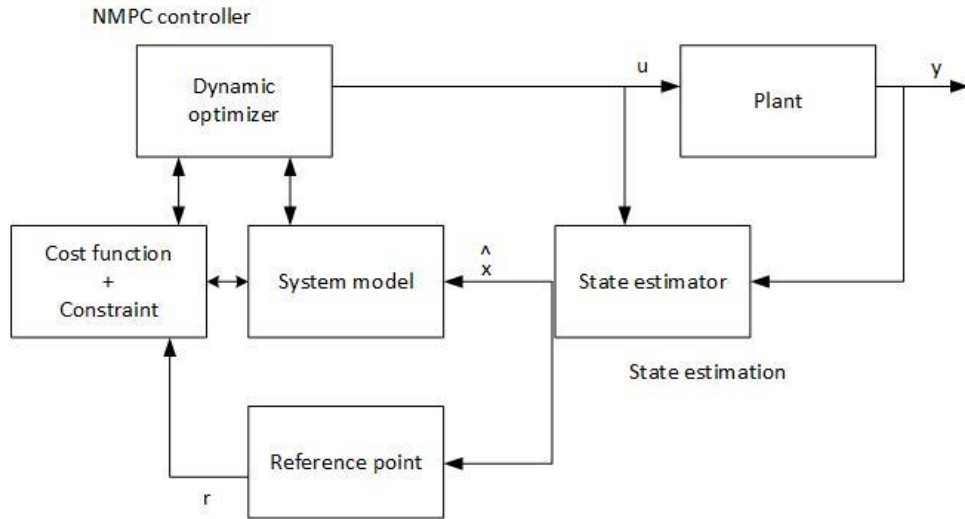 NMPC controller
Dynamic
optimizer
u
Plant
y
Cost function
+
Constraint
System model
^
x
State estimator
State estimation
Reference point
r